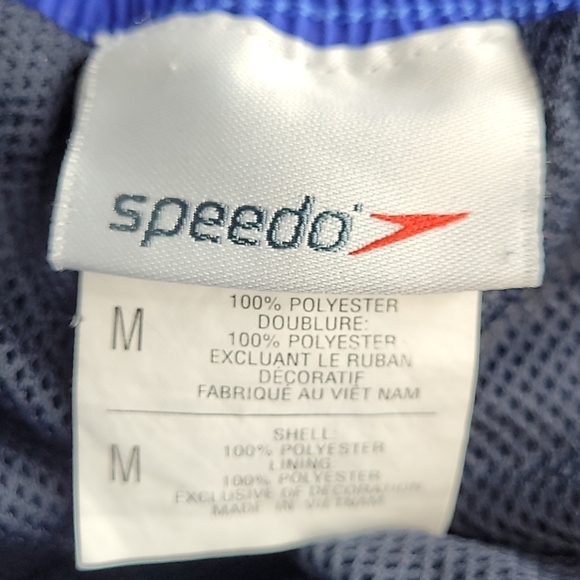 speedo
M
100% POLYESTER
DOUBLURE:
100% POLYESTER
EXCLUANT LE RUBAN
DÉCORATIF
FABRIQUÉ AU VIÊT NAM
M
SHELL:
100% POLYESTER
LINING:
100% POLYESTER
EXCLUSIVE OF DECORATION
MADE IN VIETNAM